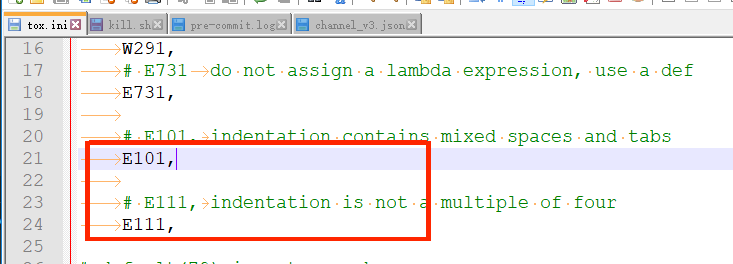 tox.ini kill.sh pre-commit.log channel_v3.json
16 W291,
17 # E731 do not assign a lambda expression, use a def
18 E731,
19
20 # E101, indentation contains mixed spaces and tabs
21 E101,
22
23 # E111, indentation is not a multiple of four
24 E111,
25